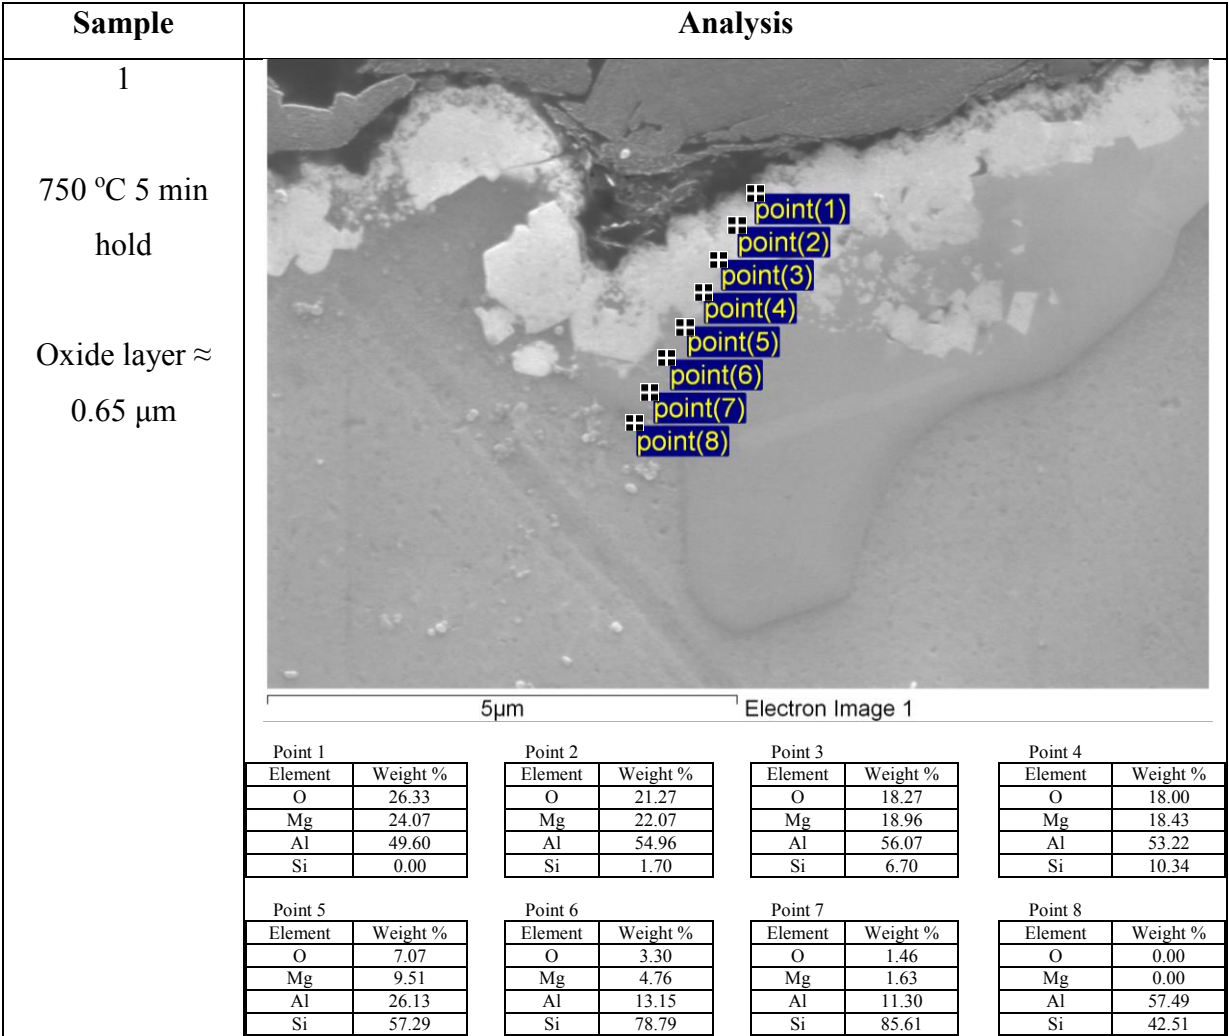 Sample Analysis
1
750 °C 5 min
hold
Oxide layer ≈
0.65 μm
point(1)
point(2)
point(3)
point(4)
point(5)
point(6)
point(7)
point(8)
5μm Electron Image 1
Point 1 Point 2 Point 3 Point 4
Element Weight % Element Weight % Element Weight % Element Weight %
O 26.33 O 21.27 O 18.27 O 18.00
Mg 24.07 Mg 22.07 Mg 18.96 Mg 18.43
Al 49.60 Al 54.96 Al 56.07 Al 53.22
Si 0.00 Si 1.70 Si 6.70 Si 10.34
Point 5 Point 6 Point 7 Point 8
Element Weight % Element Weight % Element Weight % Element Weight %
O 7.07 O 3.30 O 1.46 O 0.00
Mg 9.51 Mg 4.76 Mg 1.63 Mg 0.00
Al 26.13 Al 13.15 Al 11.30 Al 57.49
Si 57.29 Si 78.79 Si 85.61 Si 42.51